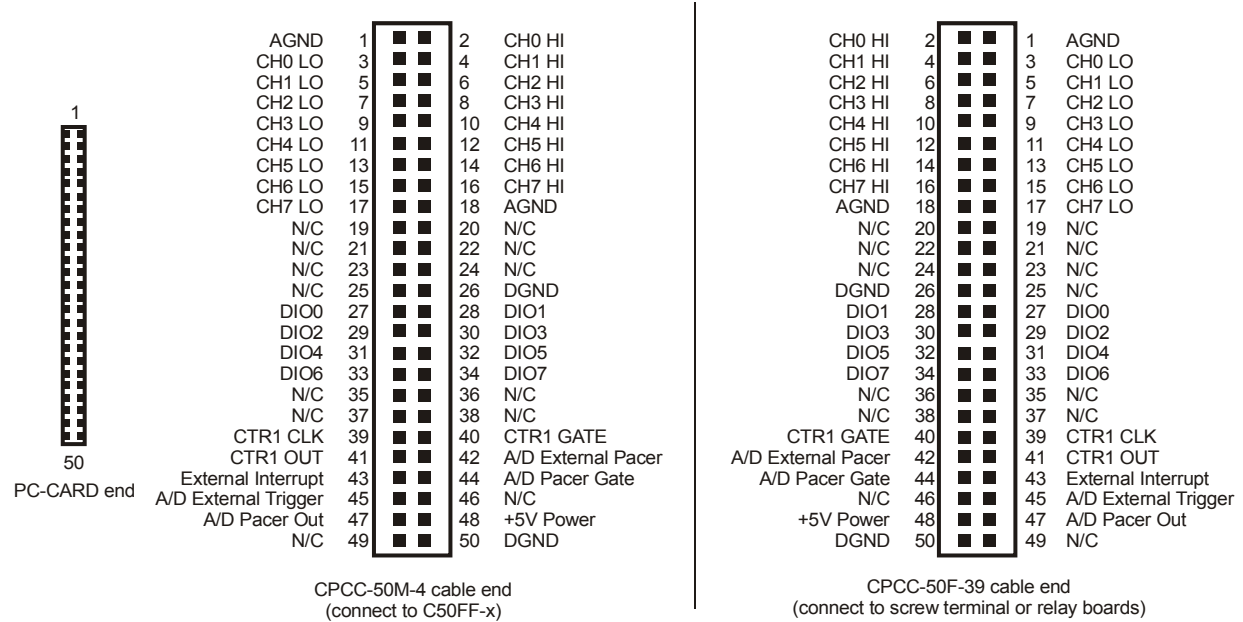 1
50
PC-CARD end
AGND 1 2 CH0 HI
CH0 LO 3 4 CH1 HI
CH1 LO 5 6 CH2 HI
CH2 LO 7 8 CH3 HI
CH3 LO 9 10 CH4 HI
CH4 LO 11 12 CH5 HI
CH5 LO 13 14 CH6 HI
CH6 LO 15 16 CH7 HI
CH7 LO 17 18 AGND
N/C 19 20 N/C
N/C 21 22 N/C
N/C 23 24 N/C
N/C 25 26 DGND
DIO0 27 28 DIO1
DIO2 29 30 DIO3
DIO4 31 32 DIO5
DIO6 33 34 DIO7
N/C 35 36 N/C
N/C 37 38 N/C
CTR1 CLK 39 40 CTR1 GATE
CTR1 OUT 41 42 A/D External Pacer
External Interrupt 43 44 A/D Pacer Gate
A/D External Trigger 45 46 N/C
A/D Pacer Out 47 48 +5V Power
N/C 49 50 DGND
CPCC-50M-4 cable end
(connect to C50FF-x)
CH0 HI 2 1 AGND
CH1 HI 4 3 CH0 LO
CH2 HI 6 5 CH1 LO
CH3 HI 8 7 CH2 LO
CH4 HI 10 9 CH3 LO
CH5 HI 12 11 CH4 LO
CH6 HI 14 13 CH5 LO
CH7 HI 16 15 CH6 LO
AGND 18 17 CH7 LO
N/C 20 19 N/C
N/C 22 21 N/C
N/C 24 23 N/C
DGND 26 25 N/C
DIO1 28 27 DIO0
DIO3 30 29 DIO2
DIO5 32 31 DIO4
DIO7 34 33 DIO6
N/C 36 35 N/C
N/C 38 37 N/C
CTR1 GATE 40 39 CTR1 CLK
A/D External Pacer 42 41 CTR1 OUT
A/D Pacer Gate 44 43 External Interrupt
N/C 46 45 A/D External Trigger
+5V Power 48 47 A/D Pacer Out
DGND 50 49 N/C
CPCC-50F-39 cable end
(connect to screw terminal or relay boards)